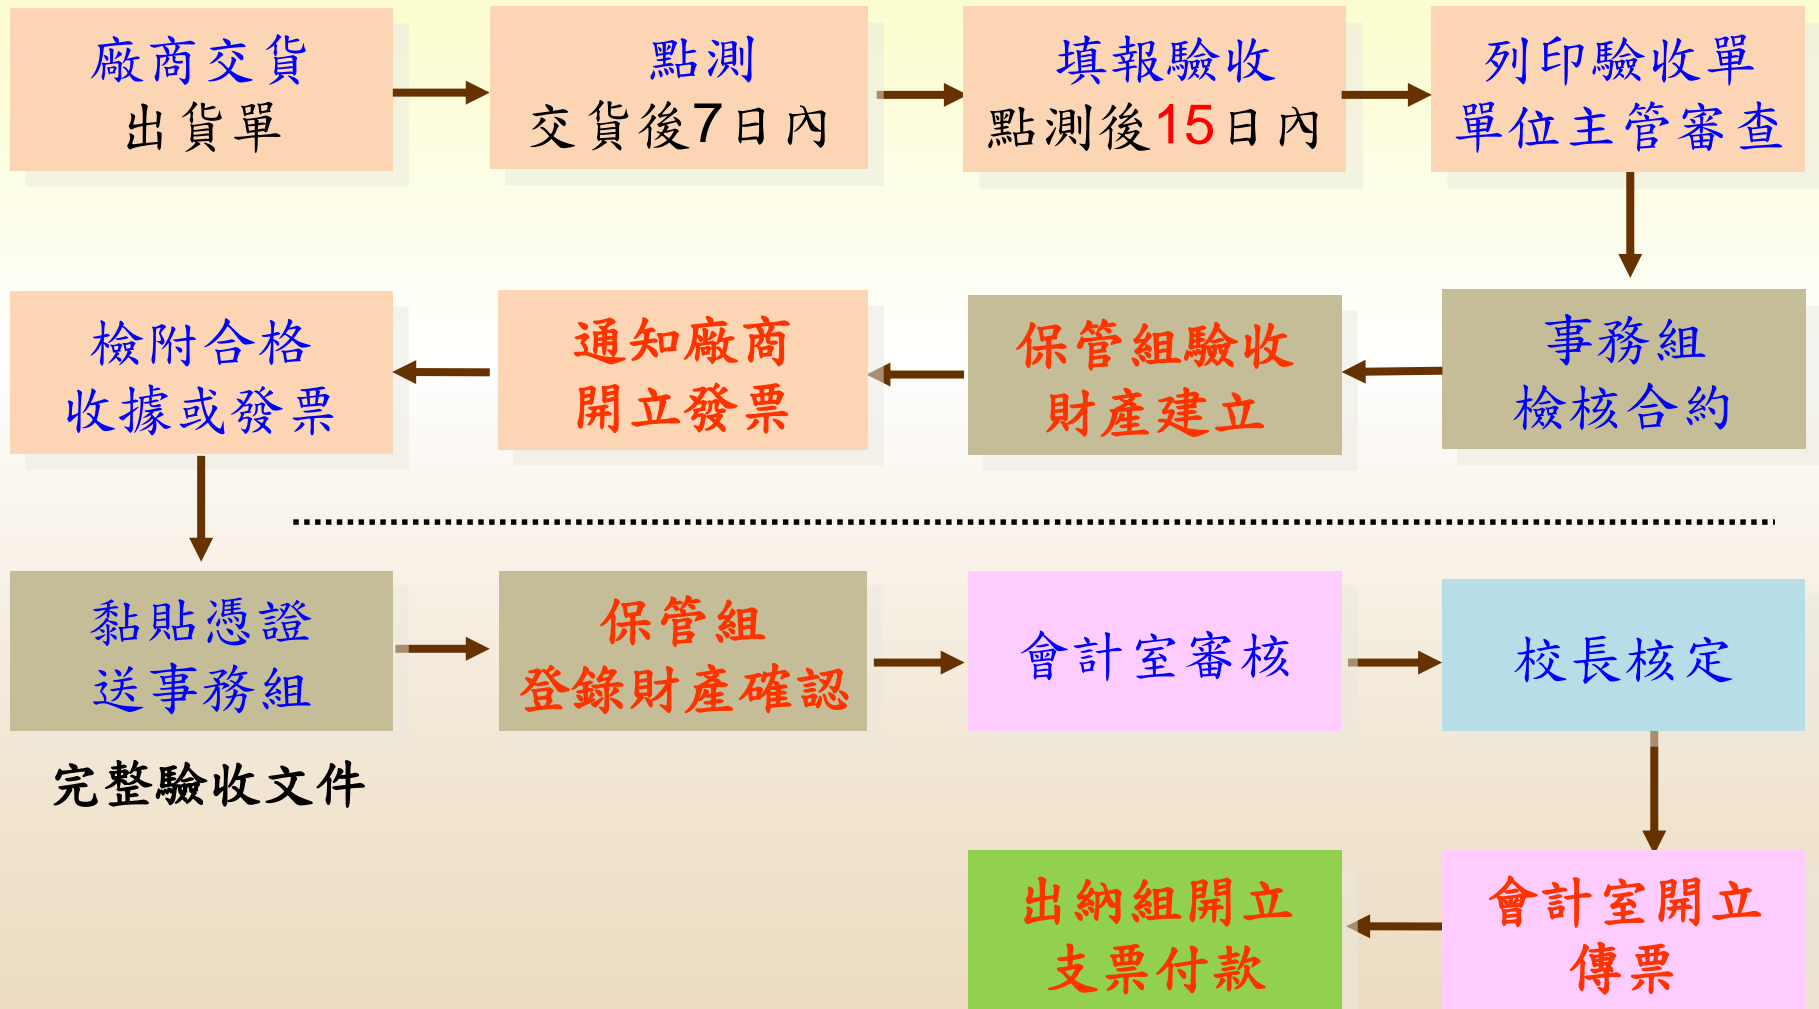 廠商交貨
出貨單
點測
交貨後7日內
填報驗收
點測後15日內
列印驗收單
單位主管審查
事務組
檢核合約
保管組驗收
財產建立
通知廠商
開立發票
檢附合格
收據或發票
黏貼憑證
送事務組
完整驗收文件
保管組
登錄財產確認
會計室審核
校長核定
會計室開立
傳票
出納組開立
支票付款